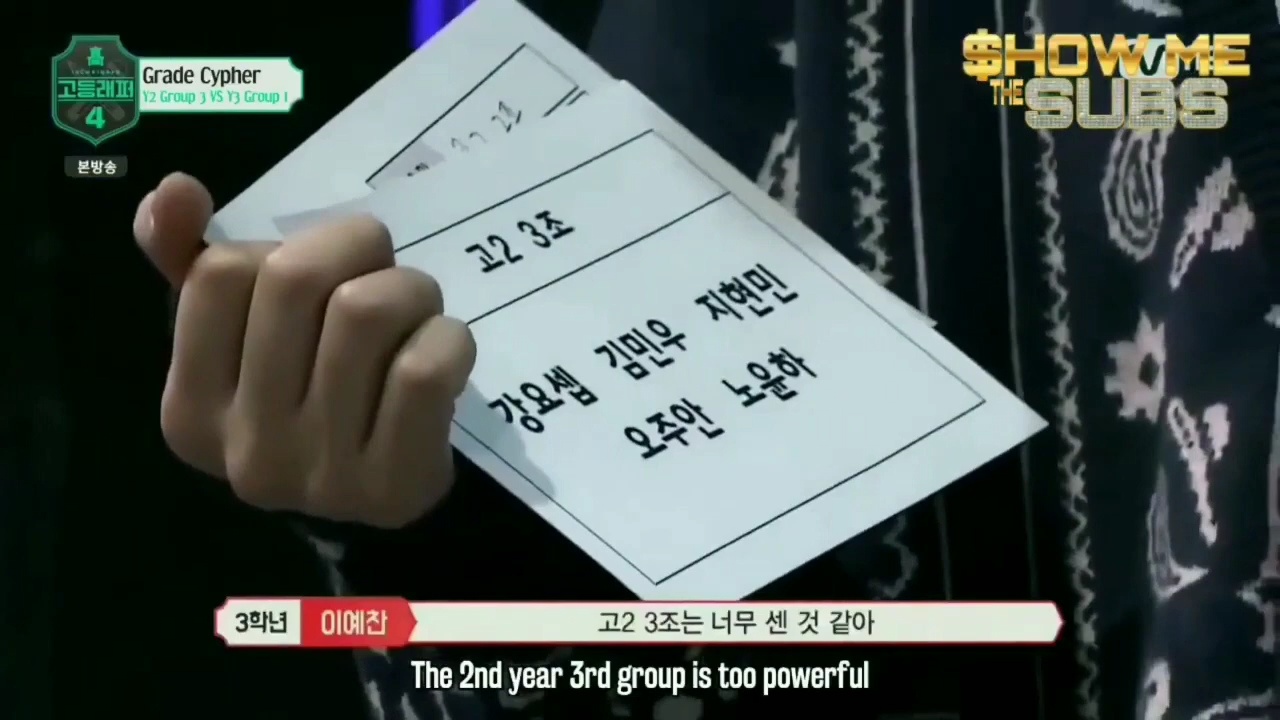 Grade Cypher
Y2 Group 3 VS Y3 Group 1
고등래퍼
4
본방송
$HOW ME
THE SUBS
고2 3조
강요셉 김민우 지현민
오주안 노윤하
3학년 이예찬 고2 3조는 너무 센 것 같아
The 2nd year 3rd group is too powerful